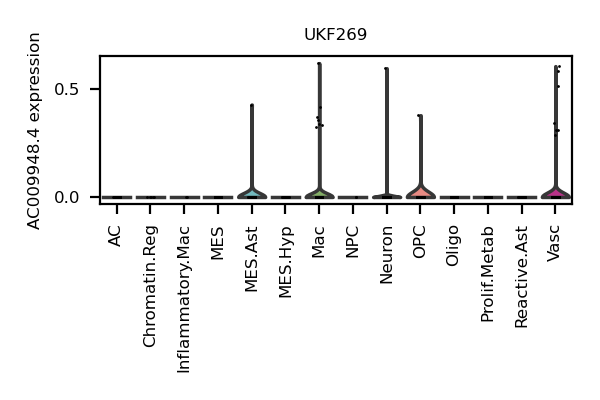 UKF269
AC009948.4 expression
0.5
0.0
AC
Chromatin.Reg
Inflammatory.Mac
MES
MES.Ast
MES.Hyp
Mac
NPC
Neuron
OPC
Oligo
Prolif.Metab
Reactive.Ast
Vasc